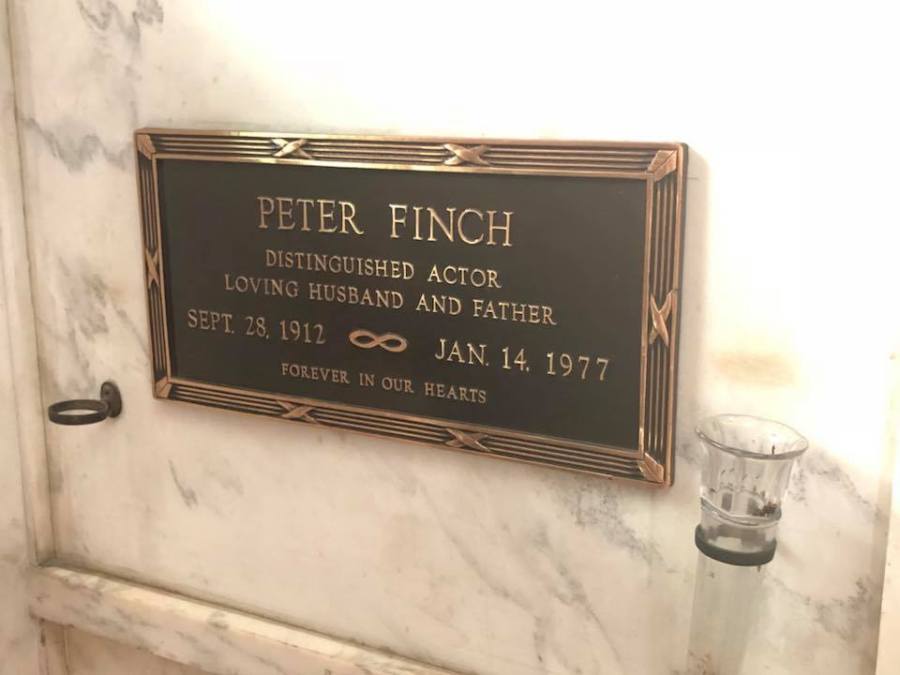 PETER FINCH
DISTINGUISHED ACTOR
LOVING HUSBAND AND FATHER
SEPT. 28, 1912 JAN. 14, 1977
FOREVER IN OUR HEARTS